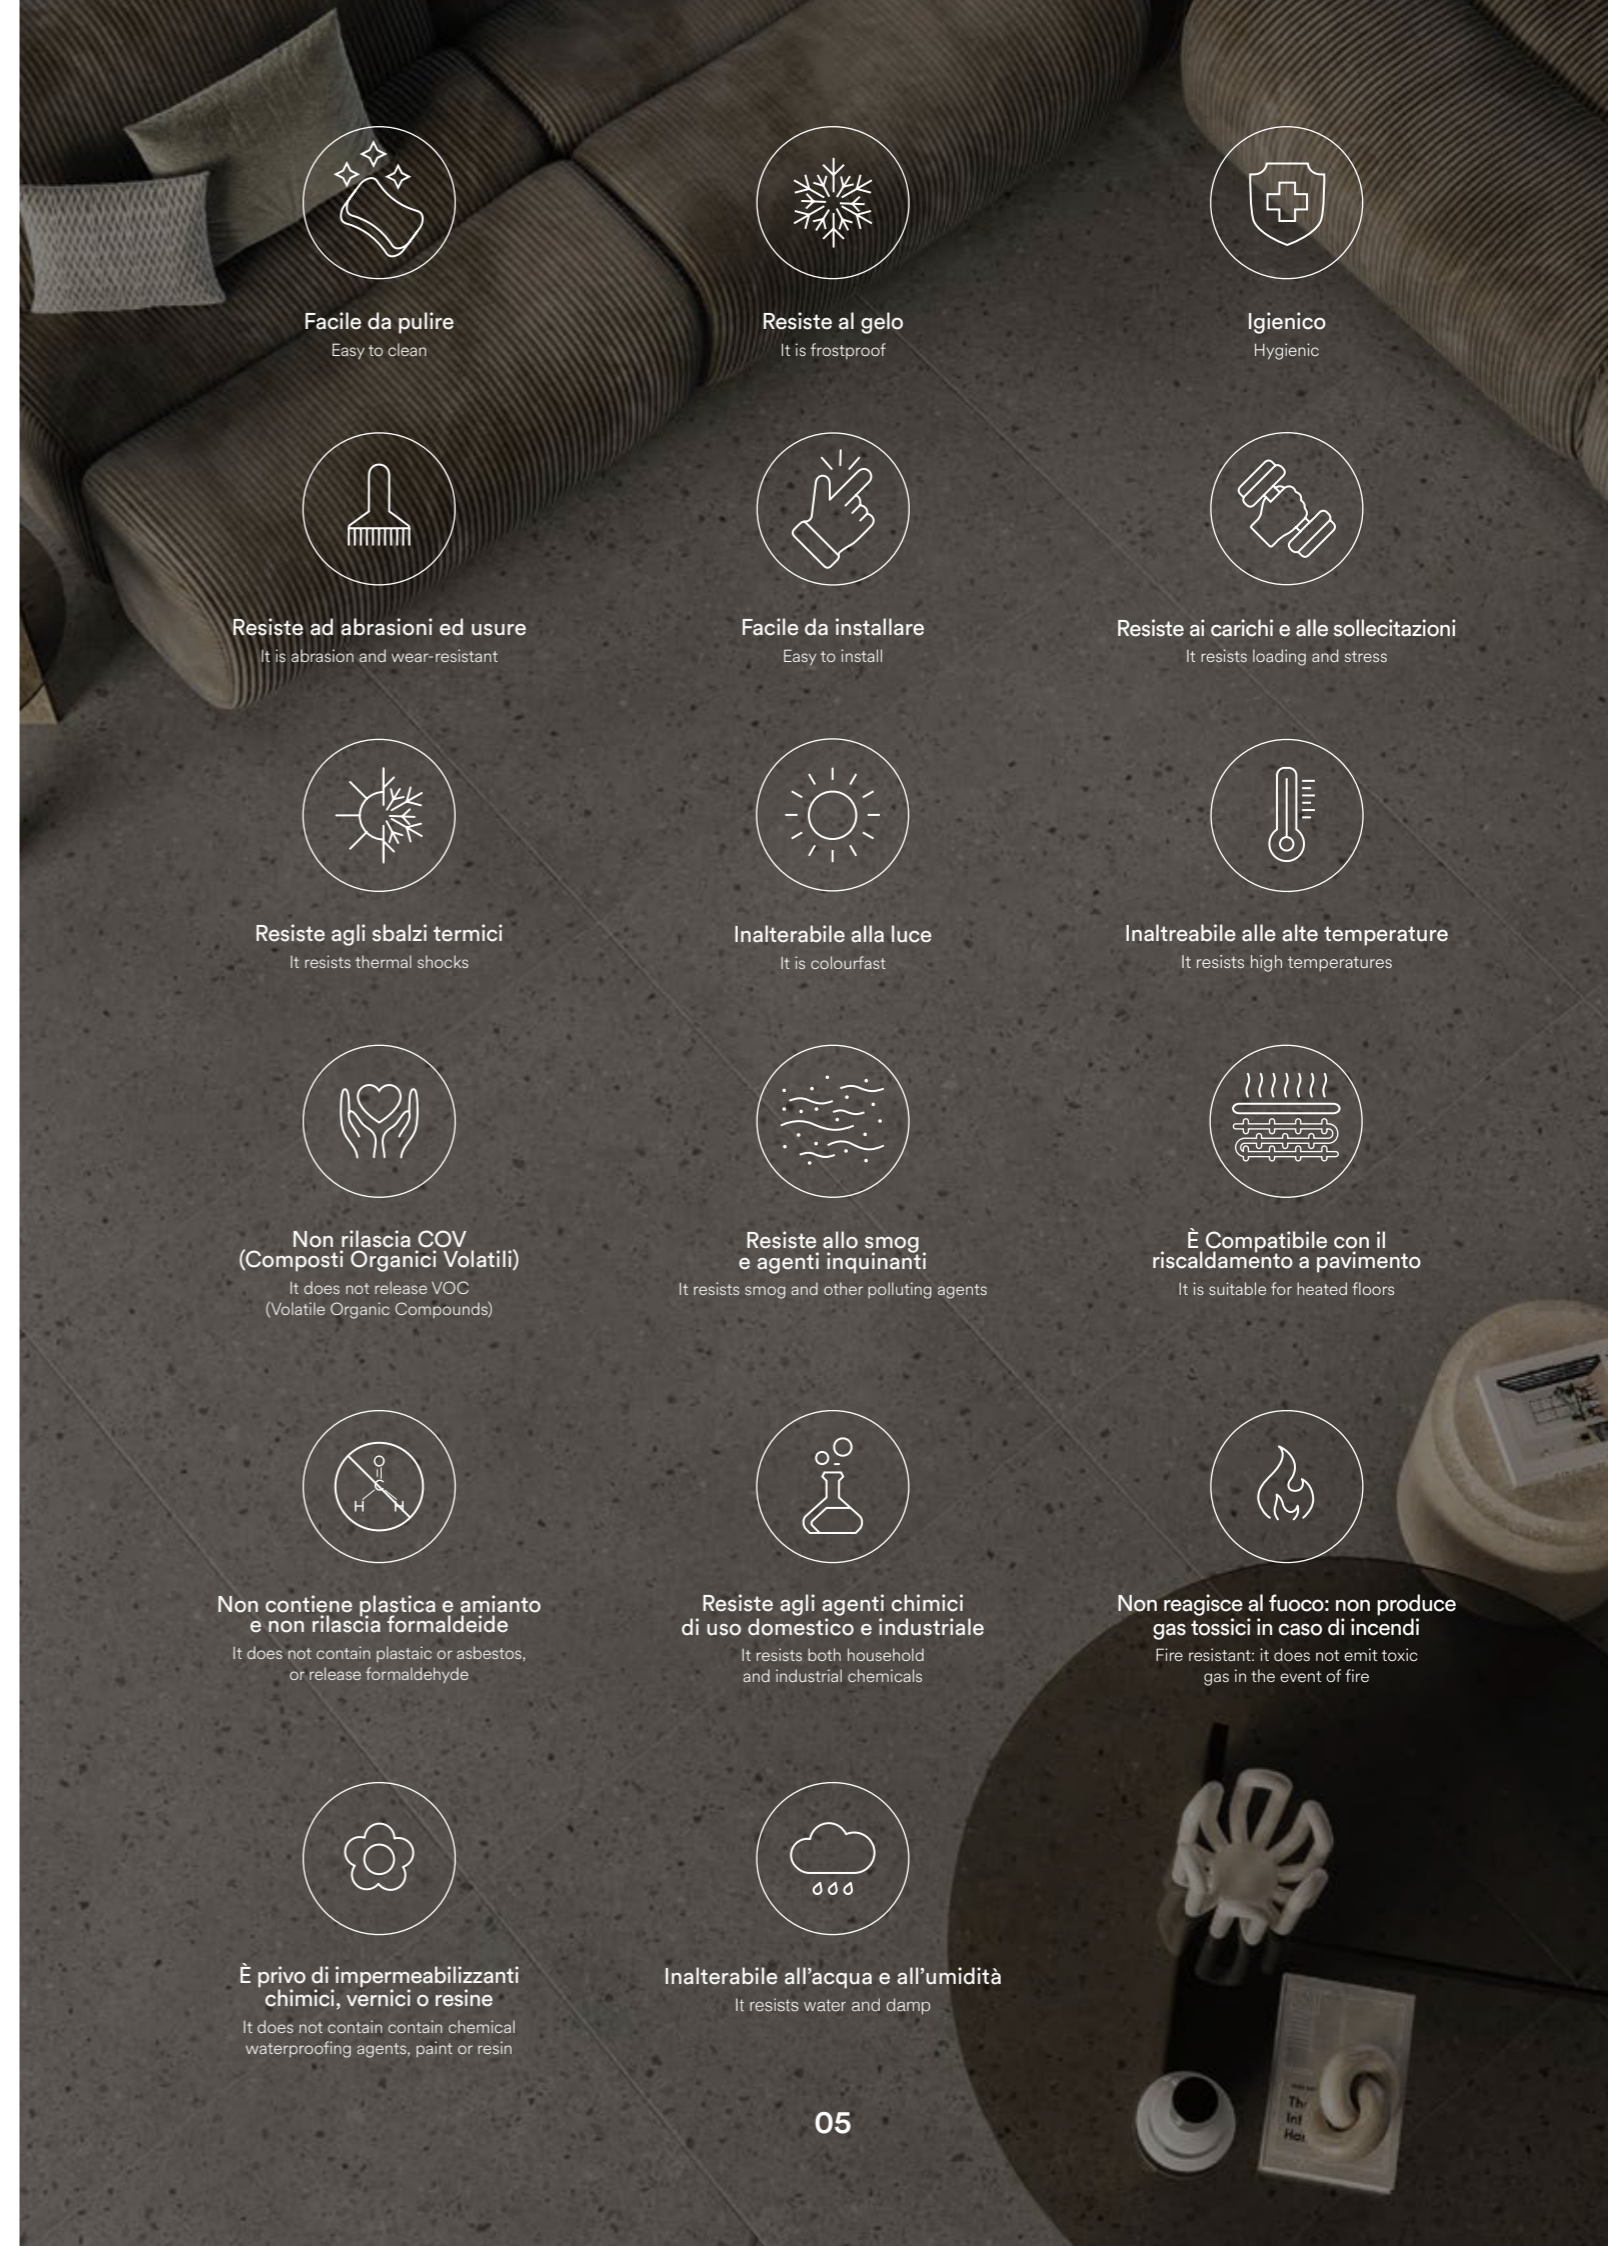 Facile da pulire
Easy to clean
Resiste al gelo
It is frostproof
Igienico
Hygienic
Resiste ad abrasioni ed usure
It is abrasion and wear-resistant
Facile da installare
Easy to install
Resiste ai carichi e alle sollecitazioni
It resists loading and stress
Resiste agli sbalzi termici
It resists thermal shocks
Inalterabile alla luce
It is colourfast
Inaltreabile alle alte temperature
It resists high temperatures
Non rilascia COV
(Composti Organici Volatili)
It does not release VOC
(Volatile Organic Compounds)
Resiste allo smog
e agenti inquinanti
It resists smog and other polluting agents
È Compatibile con il
riscaldamento a pavimento
It is suitable for heated floors
O
C
H H
Non contiene plastica e amianto
e non rilascia formaldeide
It does not contain plastaic or asbestos,
or release formaldehyde
Resiste agli agenti chimici
di uso domestico e industriale
It resists both household
and industrial chemicals
Non reagisce al fuoco: non produce
gas tossici in caso di incendi
Fire resistant: it does not emit toxic
gas in the event of fire
È privo di impermeabilizzanti
chimici, vernici o resine
It does not contain contain chemical
waterproofing agents, paint or resin
Inalterabile all'acqua e all'umidità
It resists water and damp
05